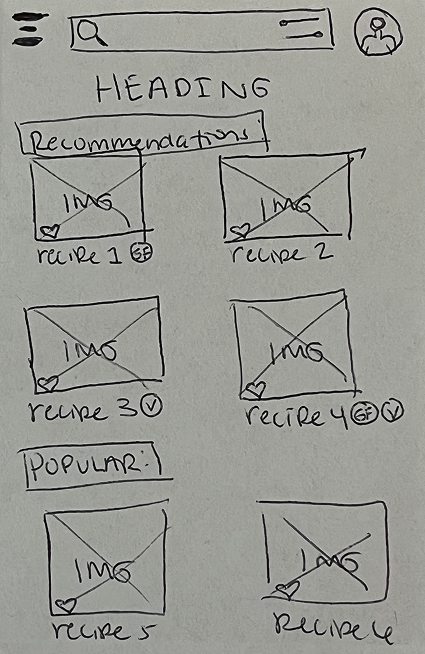 HEADING
Recommendations
IMG IMG
recipe 1 GF recipe 2
IMG IMG
recipe 3 V recipe 4 GF V
POPULAR:
IMG IMG
recipe 5 Recipe 6